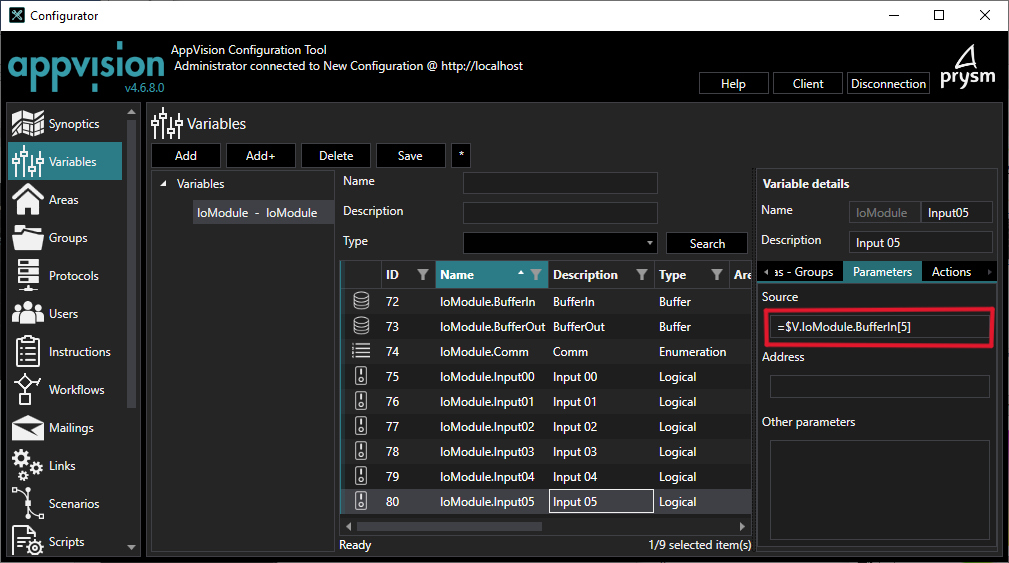 Configurator
appvision
v4.6.8.0
AppVision Configuration Tool
Administrator connected to New Configuration @ http://localhost
Help
Client
Disconnection
prysm
Synoptics
Variables
Areas
Groups
Protocols
Users
Instructions
Workflows
Mailings
Links
Scenarios
Scripts
Variables
Add
Add+
Delete
Save
*
Variables
IoModule - IoModule
Name
Description
Type
Search
ID Name Description Type Are
72 IoModule.BufferIn BufferIn Buffer
73 IoModule.BufferOut BufferOut Buffer
74 IoModule.Comm Comm Enumeration
75 IoModule.Input00 Input 00 Logical
76 IoModule.Input01 Input 01 Logical
77 IoModule.Input02 Input 02 Logical
78 IoModule.Input03 Input 03 Logical
79 IoModule.Input04 Input 04 Logical
80 IoModule.Input05 Input 05 Logical
Ready
1/9 selected item(s)
Variable details
Name IoModule Input05
Description Input 05
as - Groups Parameters Actions
Source
=$V.IoModule.BufferIn[5]
Address
Other parameters